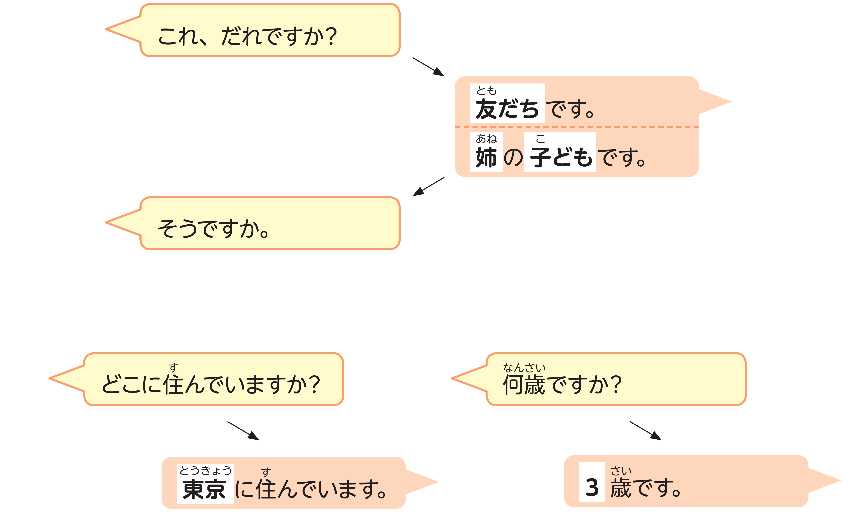 これ、だれですか?
とも
友だちです。
あね こ
姉の子どもです。
そうですか。
す
どこに住んでいますか?
とうきょう す
東京に住んでいます。
なんさい
何歳ですか?
さい
3歳です。